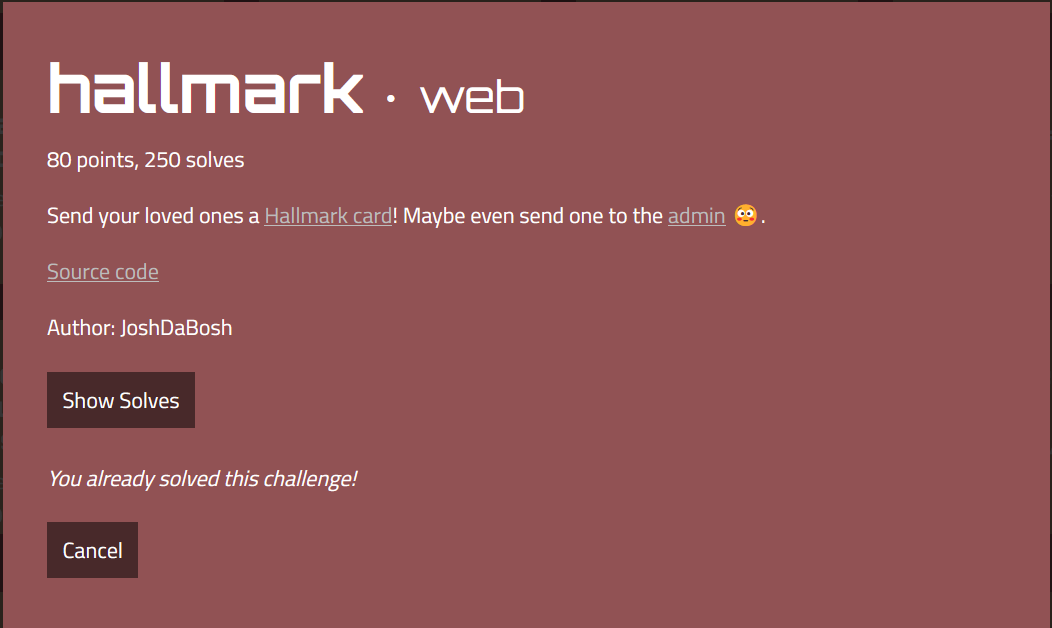 hallmark · web
80 points, 250 solves
Send your loved ones a Hallmark card! Maybe even send one to the admin 😳.
Source code
Author: JoshDaBosh
Show Solves
You already solved this challenge!
Cancel